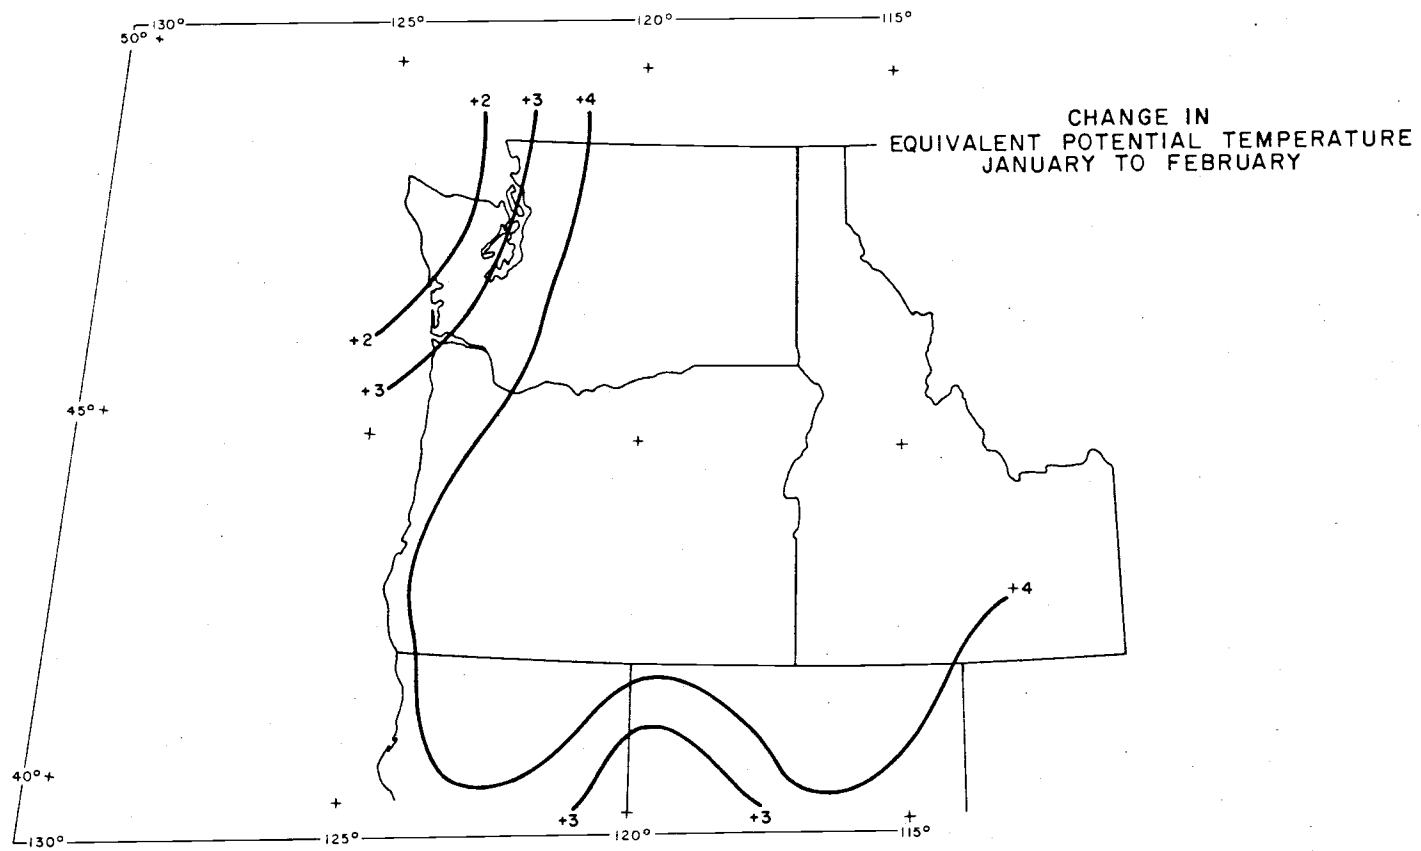 130° 125° 120° 115°
50°
+2 +3 +4
CHANGE IN
EQUIVALENT POTENTIAL TEMPERATURE
JANUARY TO FEBRUARY
+2
+3
45°
+4
40°
+3 +3
130° 125° 120° 115°